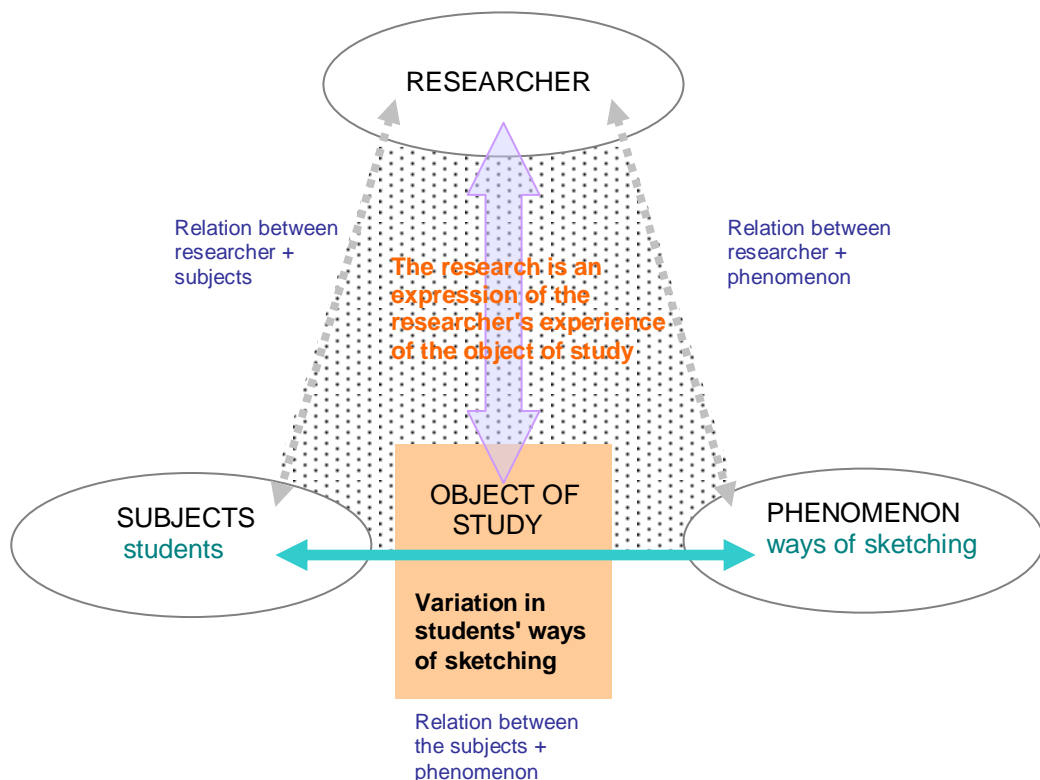 RESEARCHER
Relation between
researcher +
subjects
Relation between
researcher +
phenomenon
The research is an
expression of the
researcher's experience
of the object of study
SUBJECTS
students
OBJECT OF
STUDY
PHENOMENON
ways of sketching
Variation in
students' ways
of sketching
Relation between
the subjects +
phenomenon